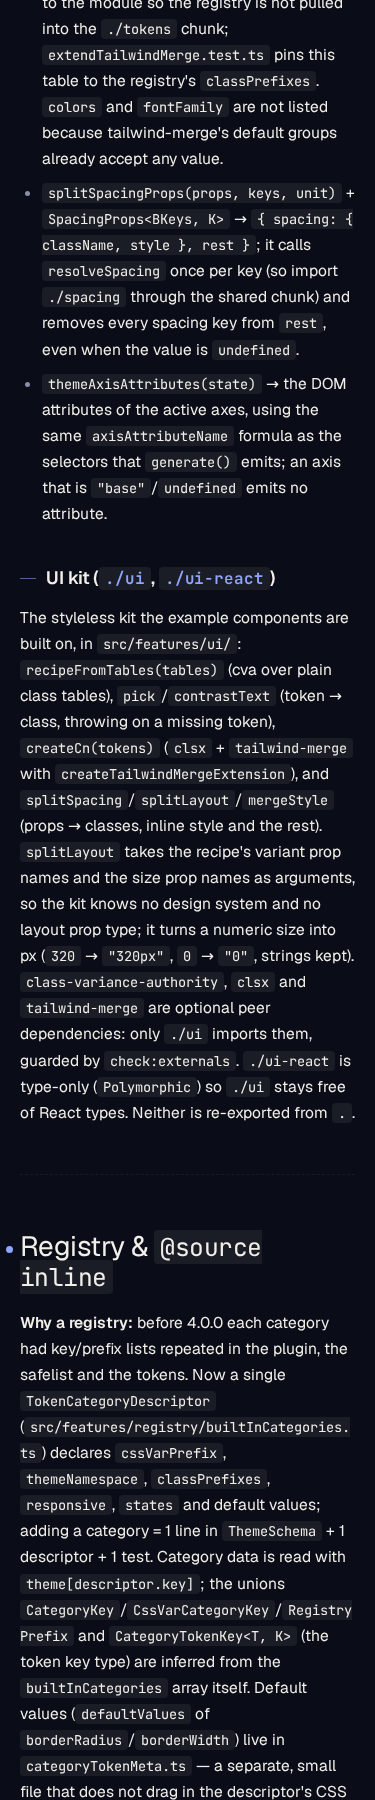 to the module so the registry is not pulled
into the ./tokens chunk;
extendTailwindMerge.test.ts pins this
table to the registry's classPrefixes.
colors and fontFamily are not listed
because tailwind-merge's default groups
already accept any value.
splitSpacingProps(props, keys, unit) +
SpacingProps<BKeys, K> → { spacing: {
className, style }, rest }; it calls
resolveSpacing once per key (so import
./spacing through the shared chunk) and
removes every spacing key from rest,
even when the value is undefined.
themeAxisAttributes(state) → the DOM
attributes of the active axes, using the
same axisAttributeName formula as the
selectors that generate() emits; an axis
that is "base"/undefined emits no
attribute.
— UI kit (./ui, ./ui-react)
The styleless kit the example components are
built on, in src/features/ui/:
recipeFromTables(tables) (cva over plain
class tables), pick/contrastText (token →
class, throwing on a missing token),
createCn(tokens) (clsx + tailwind-merge
with createTailwindMergeExtension), and
splitSpacing/splitLayout/mergeStyle
(props → classes, inline style and the rest).
splitLayout takes the recipe's variant prop
names and the size prop names as arguments,
so the kit knows no design system and no
layout prop type; it turns a numeric size into
px (320 → "320px", 0 → "0", strings kept).
class-variance-authority, clsx and
tailwind-merge are optional peer
dependencies: only ./ui imports them,
guarded by check:externals. ./ui-react is
type-only (Polymorphic) so ./ui stays free
of React types. Neither is re-exported from ..
Registry & @source
inline
Why a registry: before 4.0.0 each category
had key/prefix lists repeated in the plugin, the
safelist and the tokens. Now a single
TokenCategoryDescriptor
(src/features/registry/builtInCategories.
ts) declares cssVarPrefix,
themeNamespace, classPrefixes,
responsive, states and default values;
adding a category = 1 line in ThemeSchema + 1
descriptor + 1 test. Category data is read with
theme[descriptor.key]; the unions
CategoryKey/CssVarCategoryKey/Registry
Prefix and CategoryTokenKey<T, K> (the
token key type) are inferred from the
builtInCategories array itself. Default
values (defaultValues of
borderRadius/borderWidth) live in
categoryTokenMeta.ts — a separate, small
file that does not drag in the descriptor's CSS